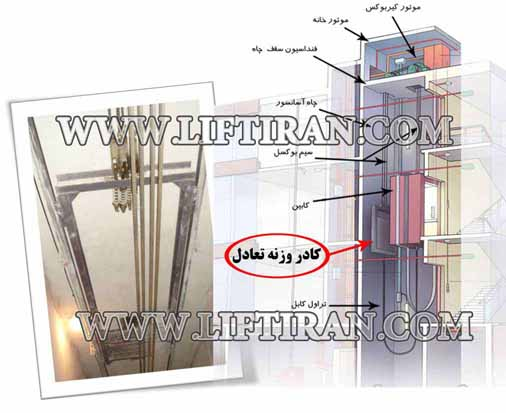 موتور گیربوکس
موتور خانه
فنداسیون سقف چاه
چاه آسانسور
WWW.LIFTIRAN.COM
سیم بوکسل
کابین
کادر وزنه تعادل
تراول کابل
WWW.LIFTIRAN.COM